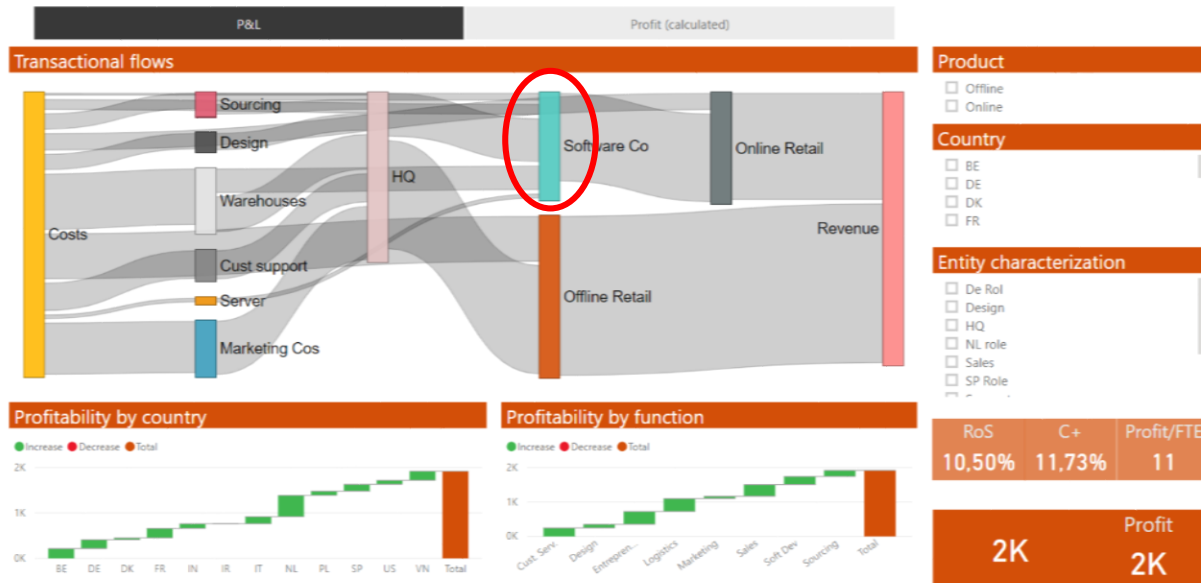 P&L
Profit (calculated)
Transactional flows
Costs
Sourcing
Design
Warehouses
Cust support
Server
Marketing Cos
HQ
Software Co
Offline Retail
Online Retail
Revenue
Product
Offline
Online
Country
BE
DE
DK
FR
Entity characterization
De Rol
Design
HQ
NL role
Sales
SP Role
Profitability by country
Increase Decrease Total
2K
1K
0K
BE DE DK FR IN IR IT NL PL SP US VN Total
Profitability by function
Increase Decrease Total
2K
1K
0K
Cust. Serv. Design Entrepren... Logistics Marketing Sales Soft Dev Sourcing Total
RoS C+ Profit/FTE
10,50% 11,73% 11
Profit
2K 2K